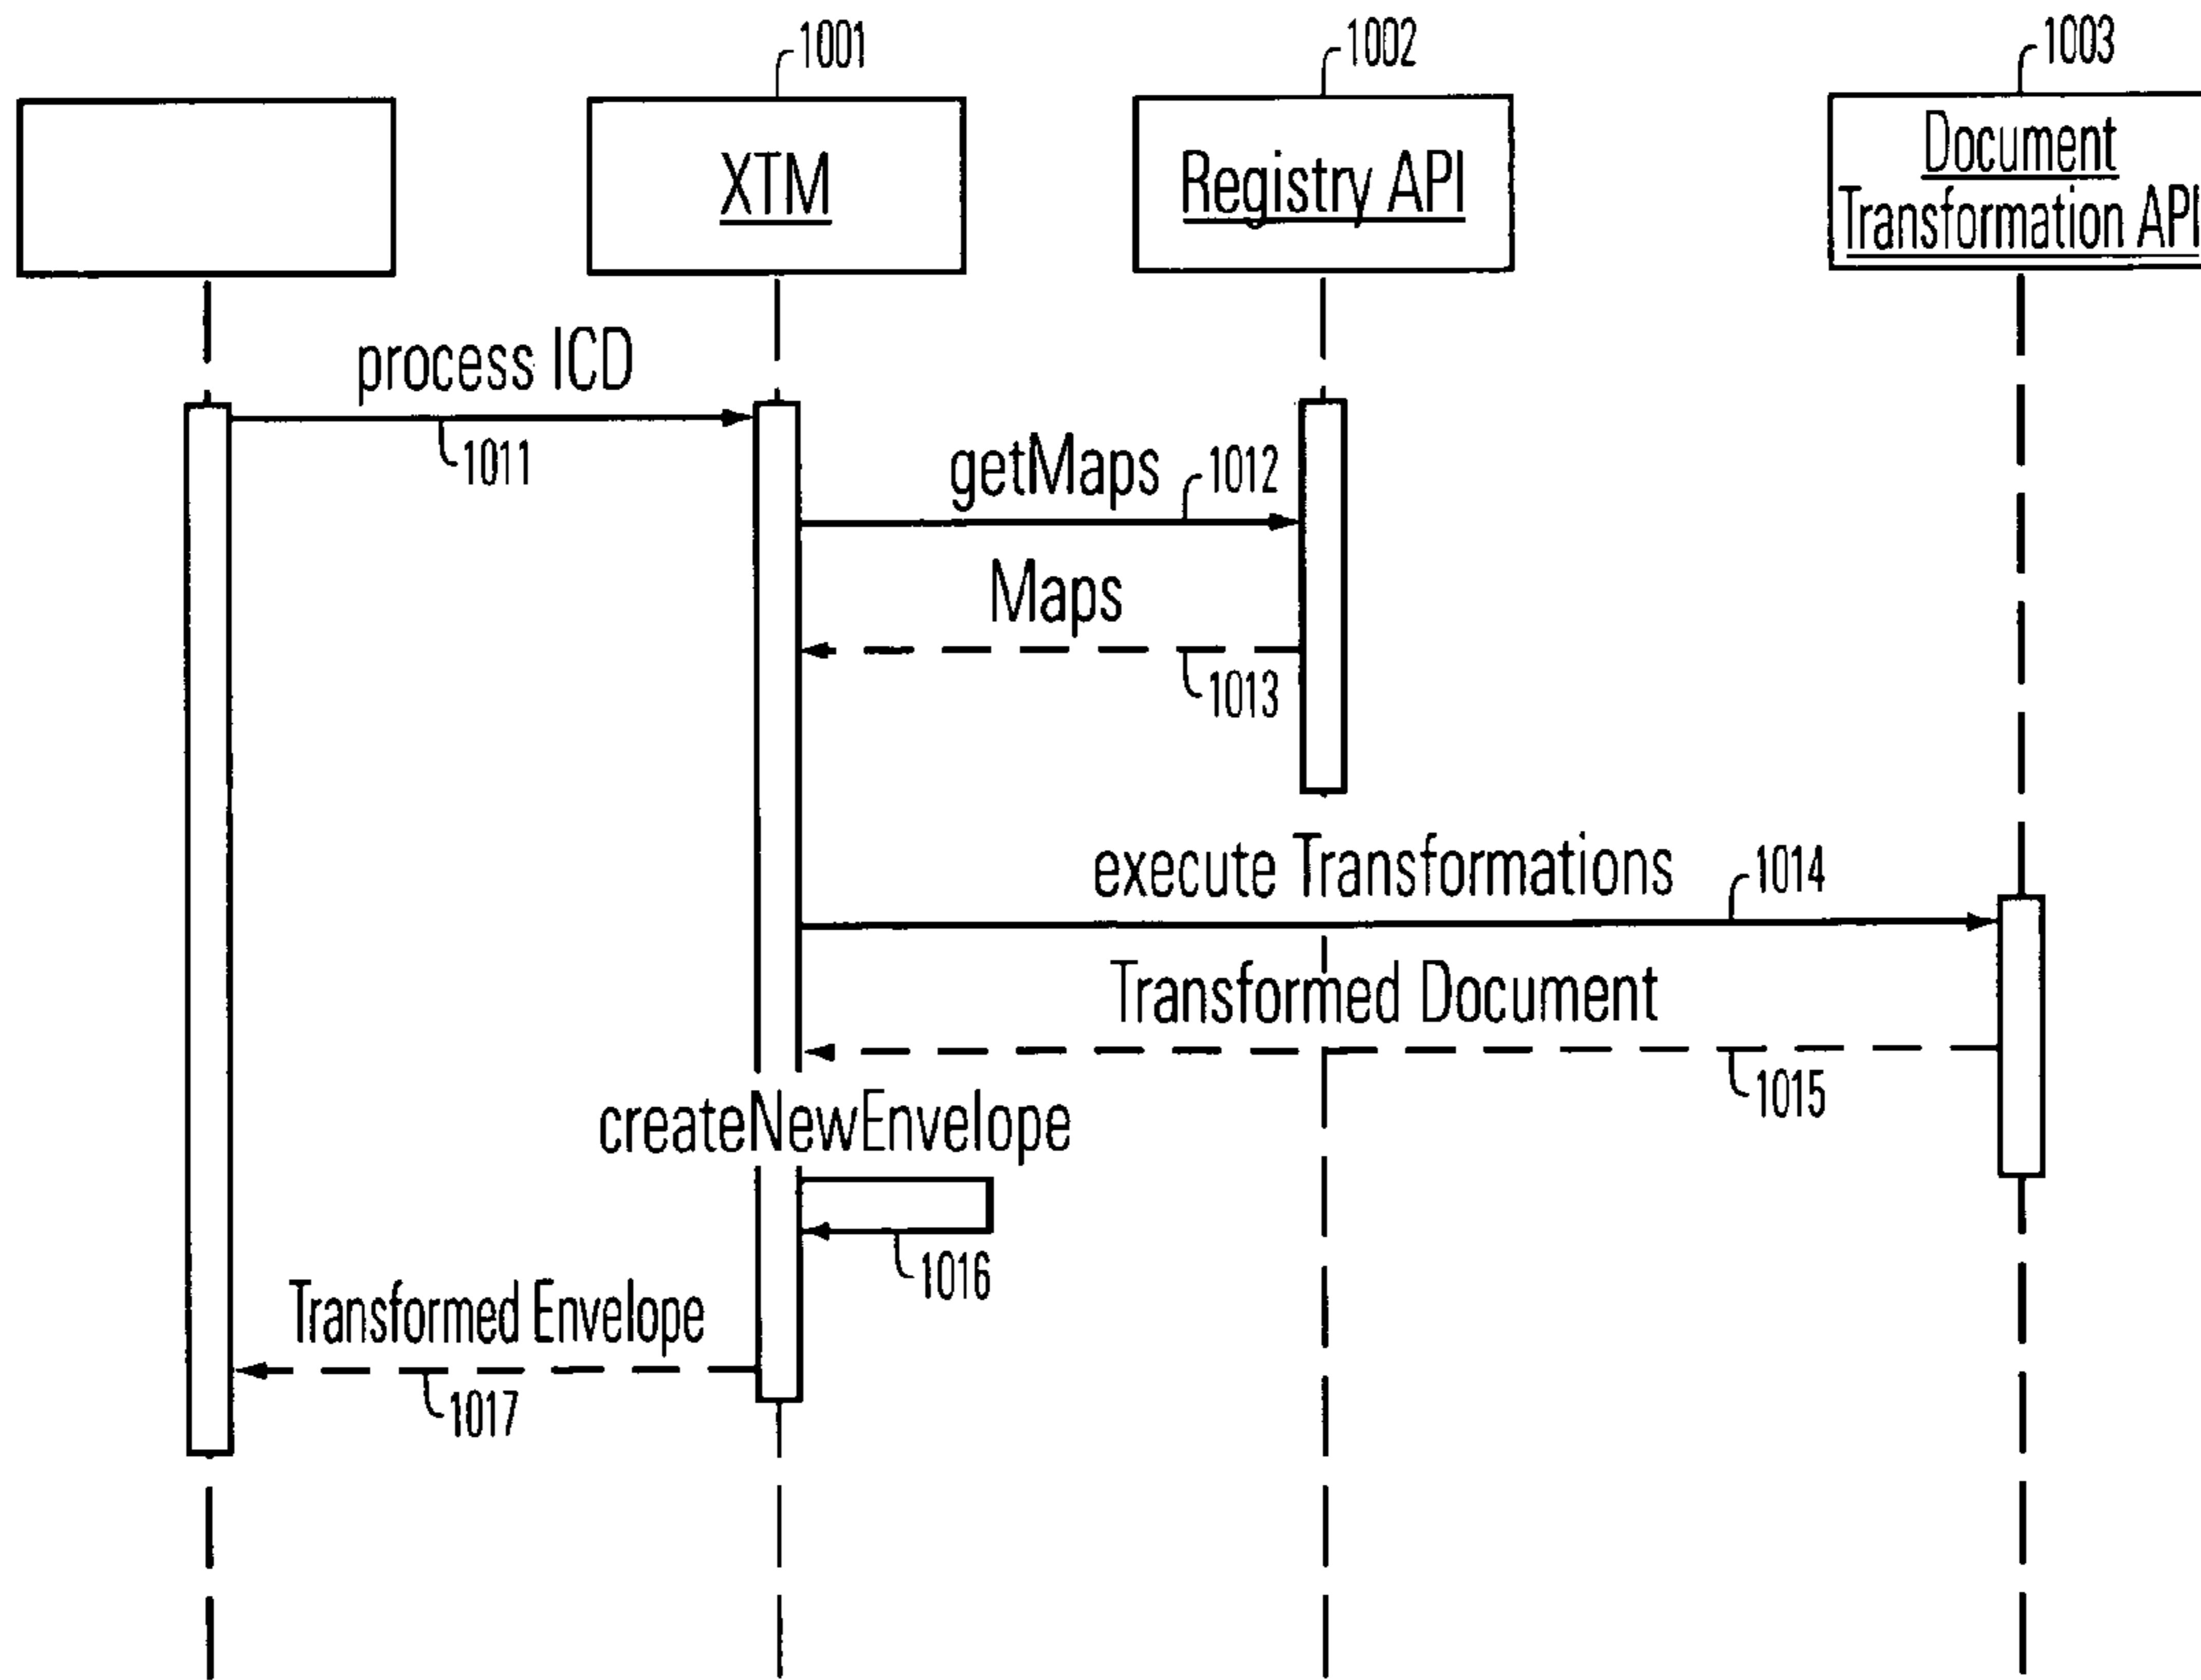 1001
1002
1003
XTM
Registry API
Document
Transformation API
process ICD
1011
getMaps
1012
Maps
1013
execute Transformations
1014
Transformed Document
1015
createNewEnvelope
1016
Transformed Envelope
1017